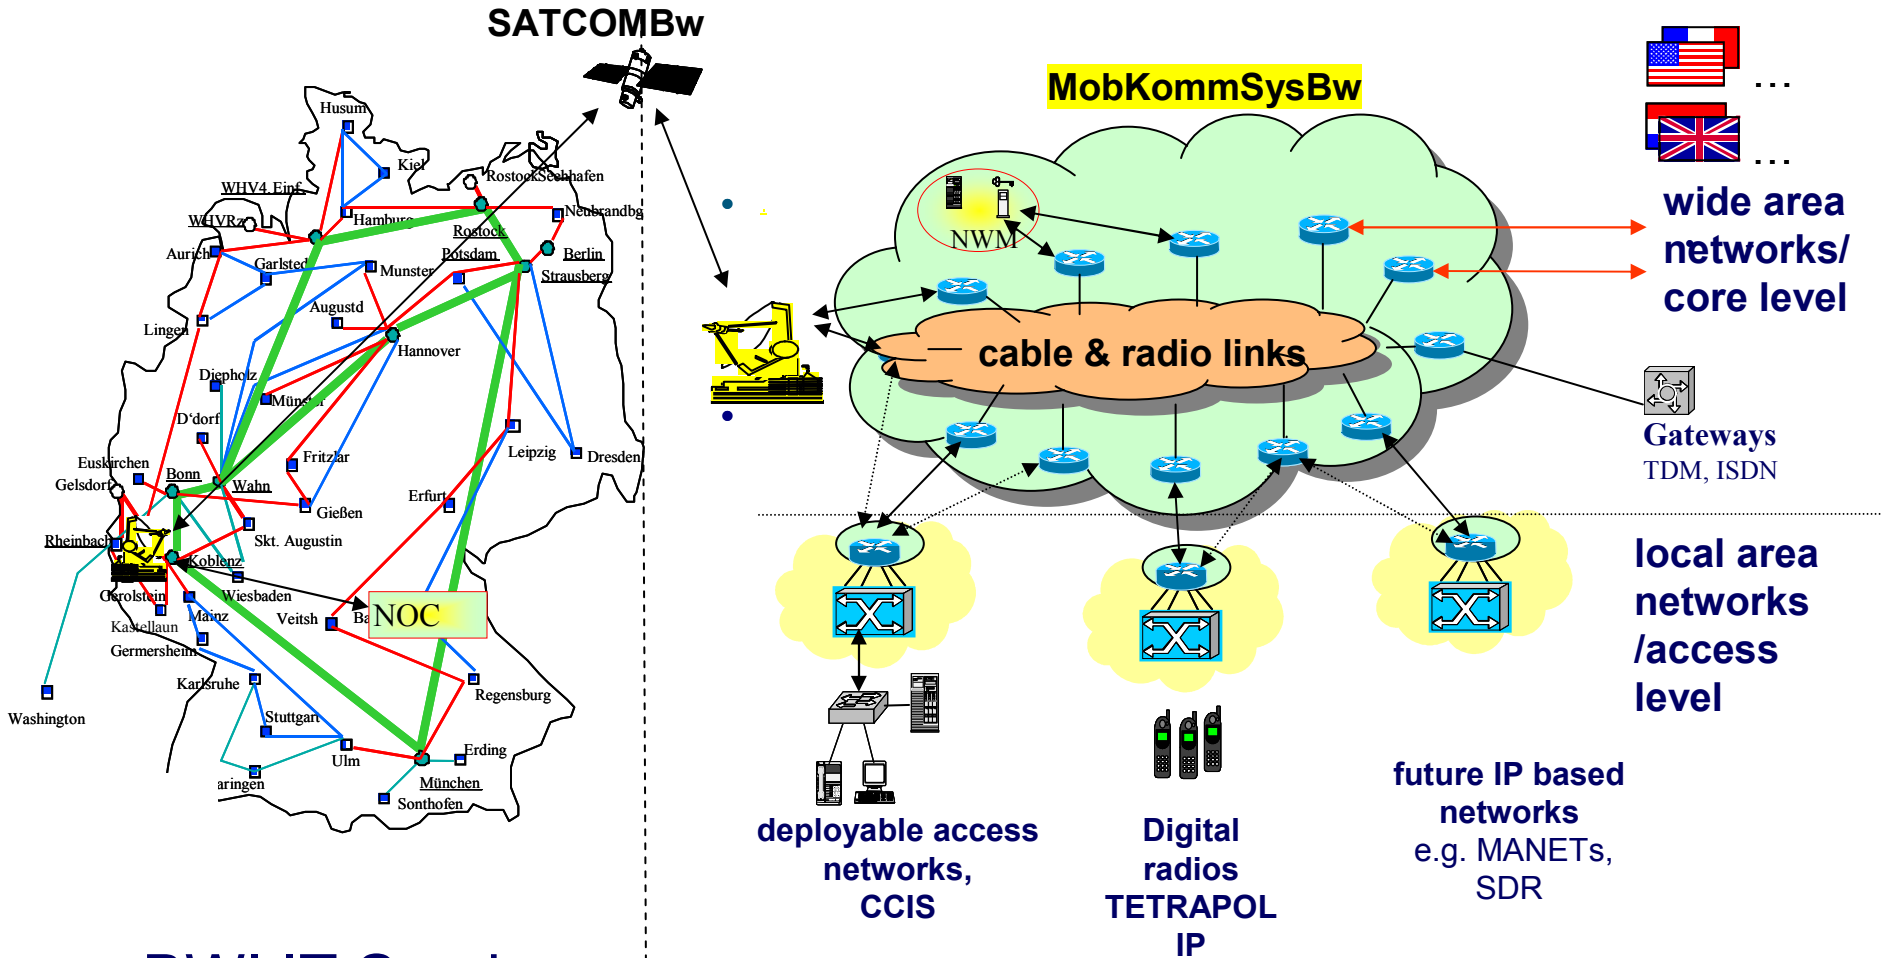 SATCOMBw
MobKommSysBw
Husum
Kiel
RostockSeehhafen
WHV4.Einf.
WHVRz
Hamburg
Neubrandbg
Rostock
Aurich
Garlsted
Munster
Potsdam
Berlin
Strausberg
Augustd
Lingen
Hannover
Diepholz
Münster
D‘dorf
Leipzig
Dresden
Euskirchen
Bonn
Fritzlar
Gelsdorf
Wahn
Erfurt
Gießen
Rheinbach
Skt. Augustin
Koblenz
Gerolstein
Wiesbaden
Mainz
Veitsh
Ba
NOC
Kastellaun
Germersheim
Karlsruhe
Regensburg
Washington
Stuttgart
Ulm
Erding
aringen
München
Sonthofen
NWM
cable & radio links
...
...
wide area
networks/
core level
Gateways
TDM, ISDN
local area
networks
/access
level
deployable access
networks,
CCIS
Digital
radios
TETRAPOL
IP
future IP based
networks
e.g. MANETs,
SDR